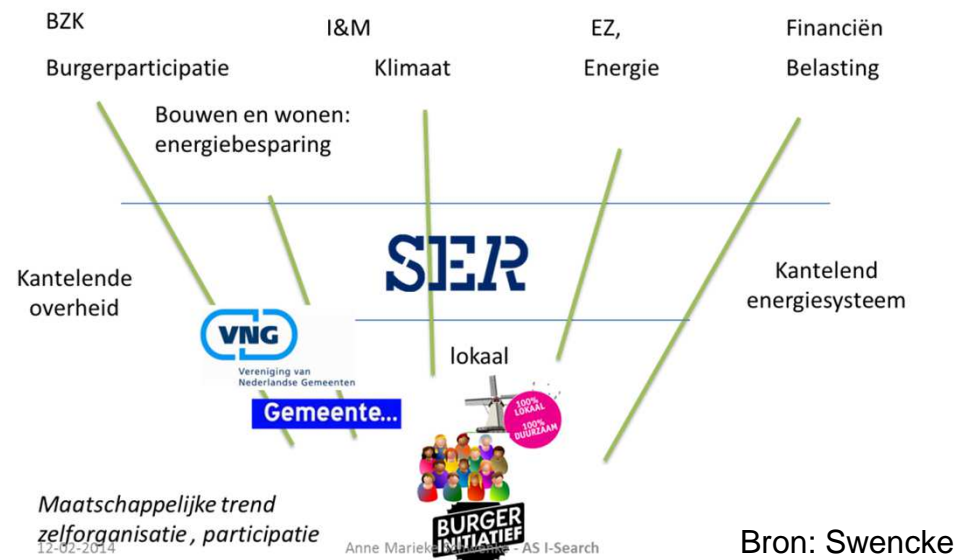 BZK
I&M
EZ,
Financiën
Burgerparticipatie
Klimaat
Energie
Belasting
Bouwen en wonen:
energiebesparing
SER
Kantelende
overheid
Kantelend
energiesysteem
VNG
Vereniging van
Nederlandse Gemeenten
lokaal
Gemeente...
100%
LOKAAL
100%
DUURZAAM
BURGER
INITIATIEF
Maatschappelijke trend
zelforganisatie , participatie
12-02-2014
Anne Marieke - AS I-Search
Bron: Swencke